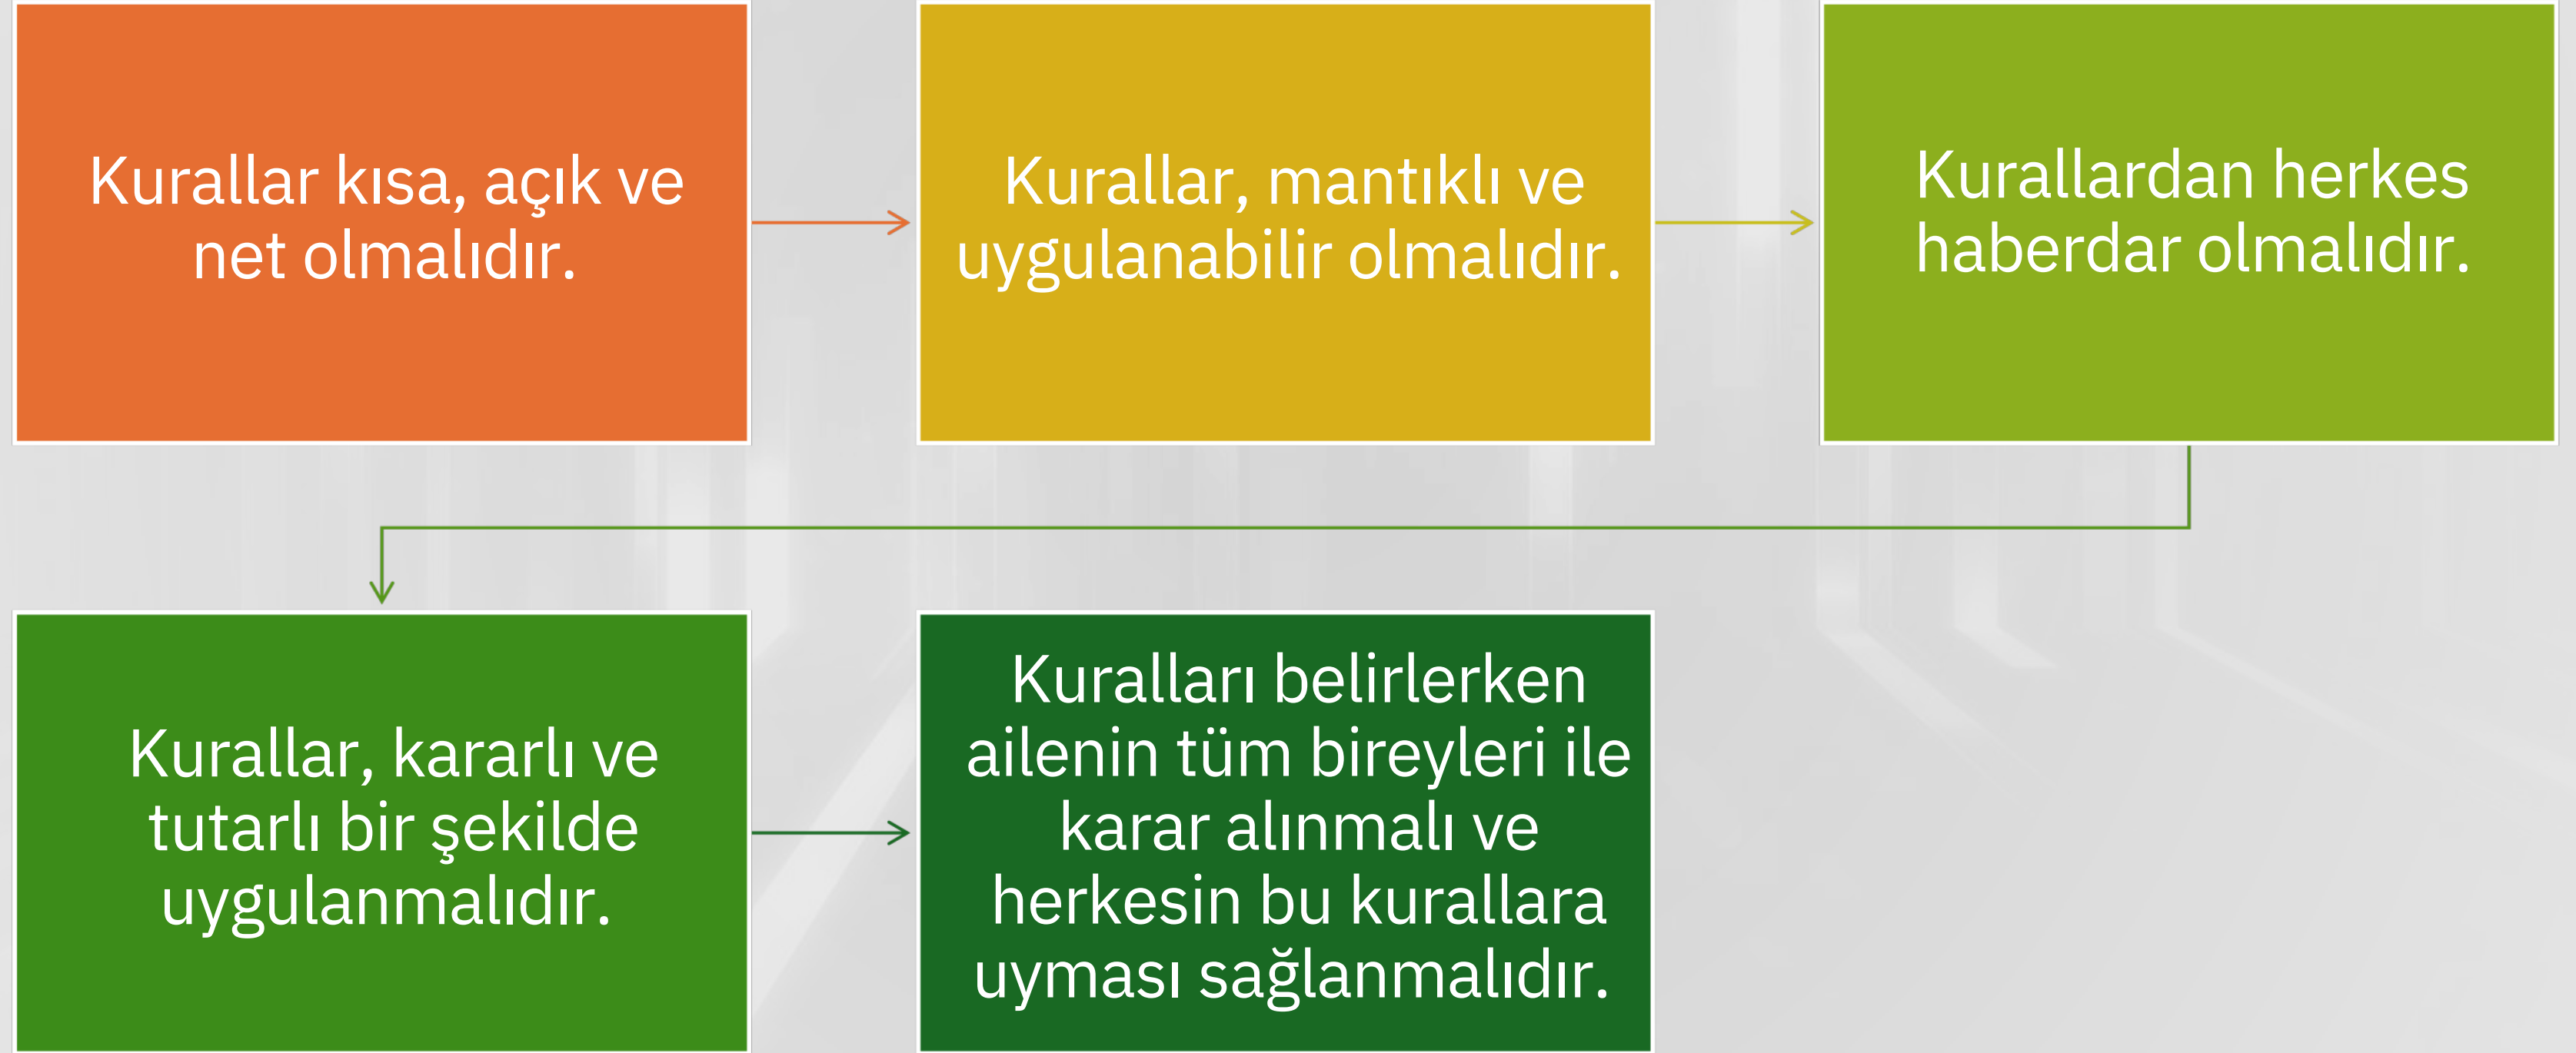 Kurallar kısa, açık ve
net olmalıdır.
Kurallar, mantıklı ve
uygulanabilir olmalıdır.
Kurallardan herkes
haberdar olmalıdır.
Kurallar, kararlı ve
tutarlı bir şekilde
uygulanmalıdır.
Kuralları belirlerken
ailenin tüm bireyleri ile
karar alınmalı ve
herkesin bu kurallara
uyması sağlanmalıdır.